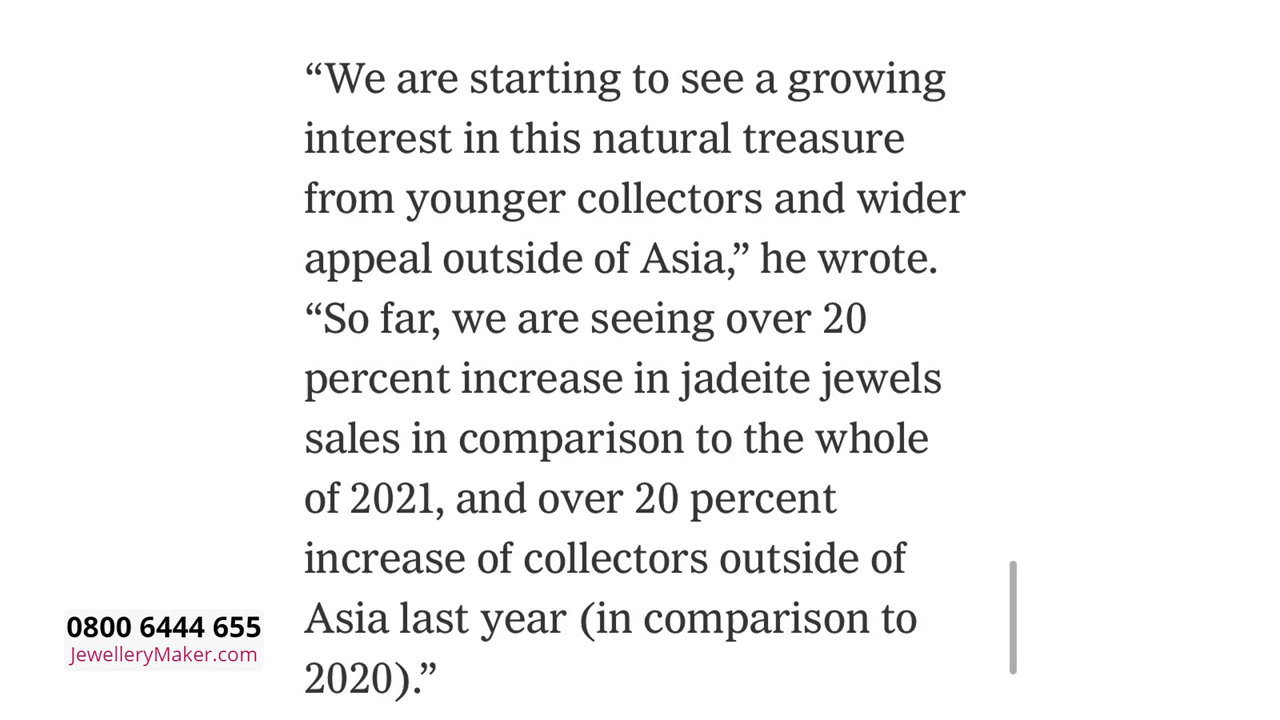 “We are starting to see a growing
interest in this natural treasure
from younger collectors and wider
appeal outside of Asia,” he wrote.
“So far, we are seeing over 20
percent increase in jadeite jewels
sales in comparison to the whole
of 2021, and over 20 percent
increase of collectors outside of
Asia last year (in comparison to
2020).”
0800 6444 655
JewelleryMaker.com